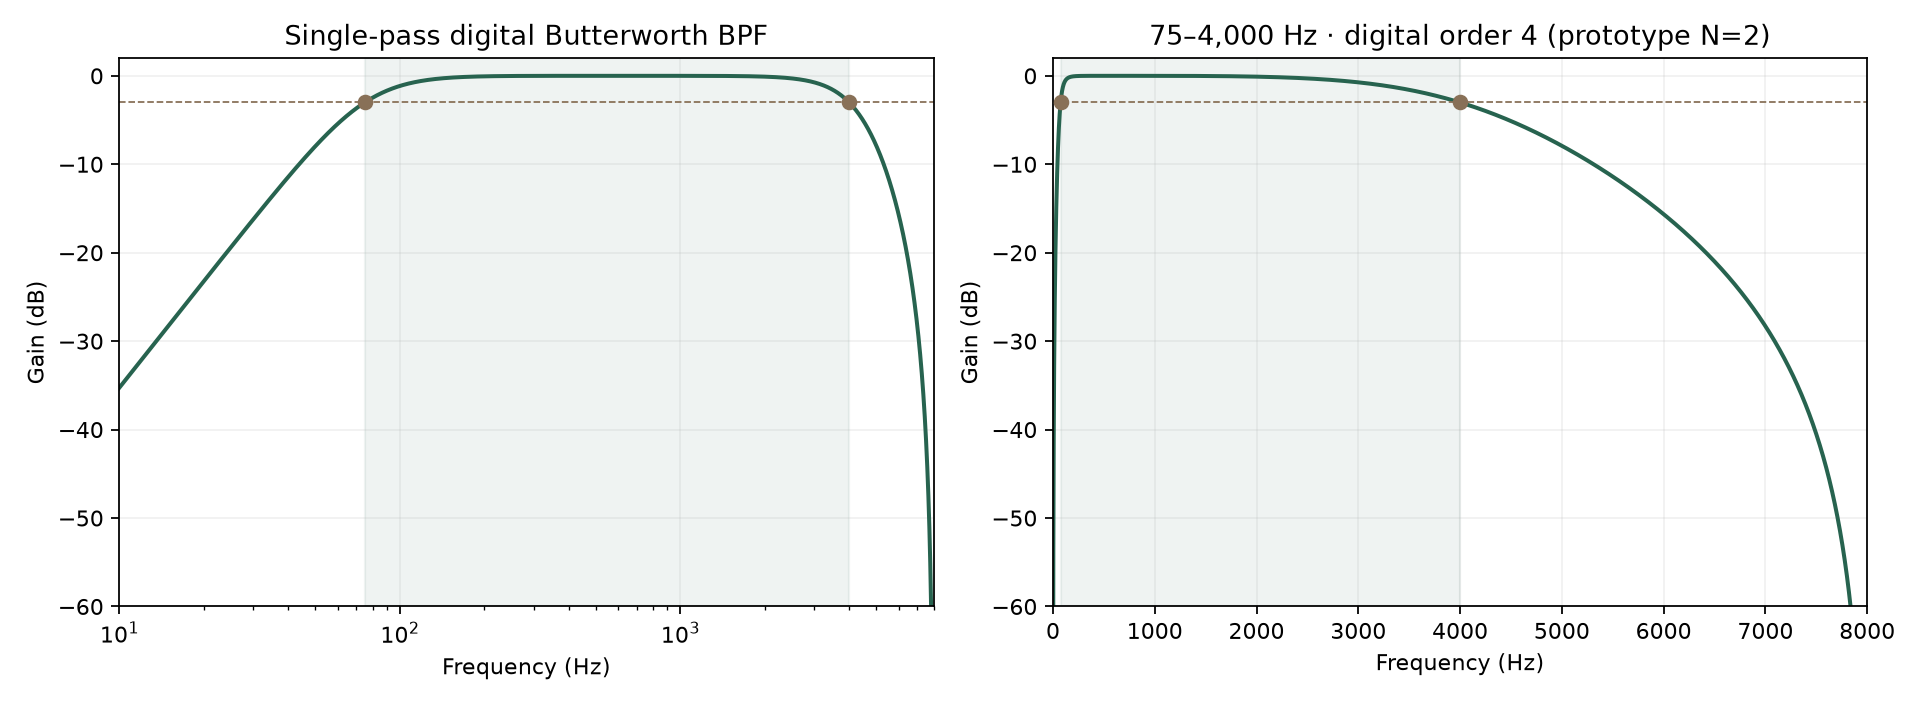 Single-pass digital Butterworth BPF
0
−10
−20
−30
−40
−50
−60
Gain (dB)
10¹
10²
10³
Frequency (Hz)
75–4,000 Hz · digital order 4 (prototype N=2)
0
−10
−20
−30
−40
−50
−60
Gain (dB)
0 1000 2000 3000 4000 5000 6000 7000 8000
Frequency (Hz)